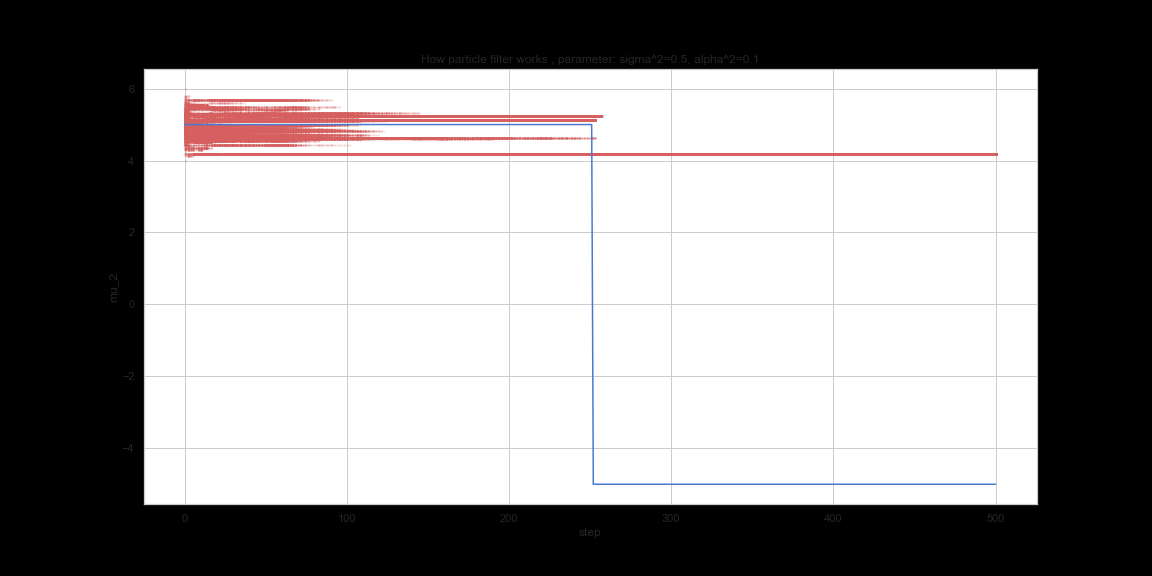 How particle filter works , parameter: sigma^2=0.5, alpha^2=0.1
6
4
2
0
−2
−4
mu_2
0 100 200 300 400 500
step